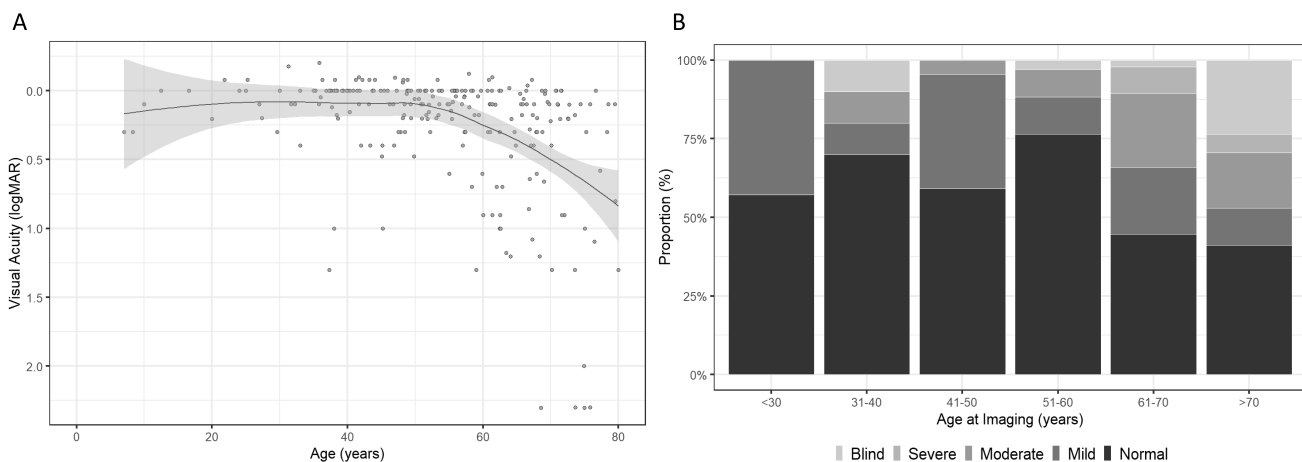 A
Visual Acuity (logMAR)
0.0
0.5
1.0
1.5
2.0
0 20 40 60 80
Age (years)
B
Proportion (%)
100%
75%
50%
25%
0%
<30 31-40 41-50 51-60 61-70 >70
Age at Imaging (years)
Blind Severe Moderate Mild Normal